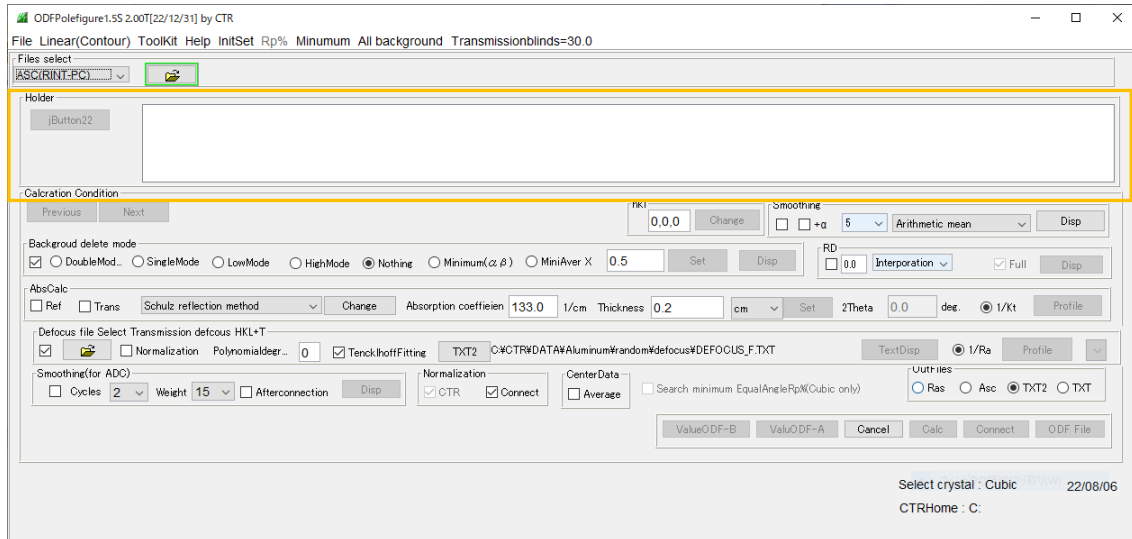 ODFPolefigure1.5S 2.00T[22/12/31] by CTR
File Linear(Contour) ToolKit Help InitSet Rp% Minumum All background Transmissionblinds=30.0
Files select
ASC(RINT-PC)
Holder
jButton22
Calcration Condition
Previous Next
hkl
0,0,0 Change
Smoothing
+α 5 Arithmetic mean Disp
Backgroud delete mode
DoubleMod... SingleMode LowMode HighMode Nothing Minimum(αβ) MiniAver X 0.5 Set Disp
RD
0.0 Interporation Full Disp
AbsCalc
Ref Trans Schulz reflection method Change Absorption coeffieien 133.0 1/cm Thickness 0.2 cm Set 2Theta 0.0 deg. 1/Kt Profile
Defocus file Select Transmission defcous HKL+T
Normalization Polynomialdegr... 0 TencklhoffFitting TXT2 C:¥CTR¥DATA¥Aluminum¥random¥defocus¥DEFOCUS_F.TXT TextDisp 1/Ra Profile
Smoothing(for ADC)
Cycles 2 Weight 15 Afterconnection Disp
Normalization
CTR Connect
CenterData
Average
Search minimum EqualAngleRp%(Cubic only)
OutFiles
Ras Asc TXT2 TXT
ValueODF-B ValuODF-A Cancel Calc Connect ODF File
Select crystal : Cubic 22/08/06
CTRHome : C: